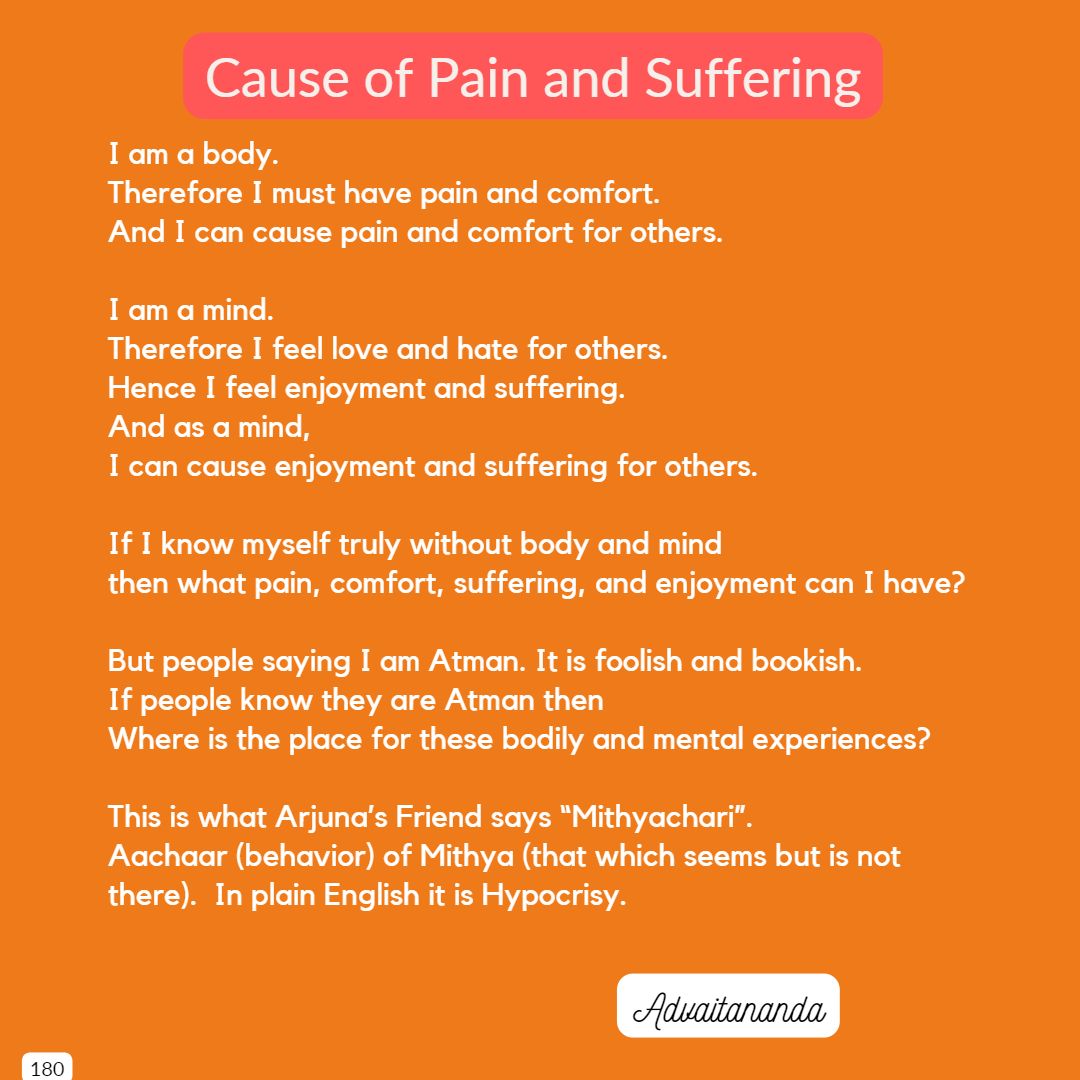 Cause of Pain and Suffering
I am a body.
Therefore I must have pain and comfort.
And I can cause pain and comfort for others.
I am a mind.
Therefore I feel love and hate for others.
Hence I feel enjoyment and suffering.
And as a mind,
I can cause enjoyment and suffering for others.
If I know myself truly without body and mind
then what pain, comfort, suffering, and enjoyment can I have?
But people saying I am Atman. It is foolish and bookish.
If people know they are Atman then
Where is the place for these bodily and mental experiences?
This is what Arjuna's Friend says “Mithyachari”.
Aachaar (behavior) of Mithya (that which seems but is not
there).  In plain English it is Hypocrisy.
Advaitananda
180